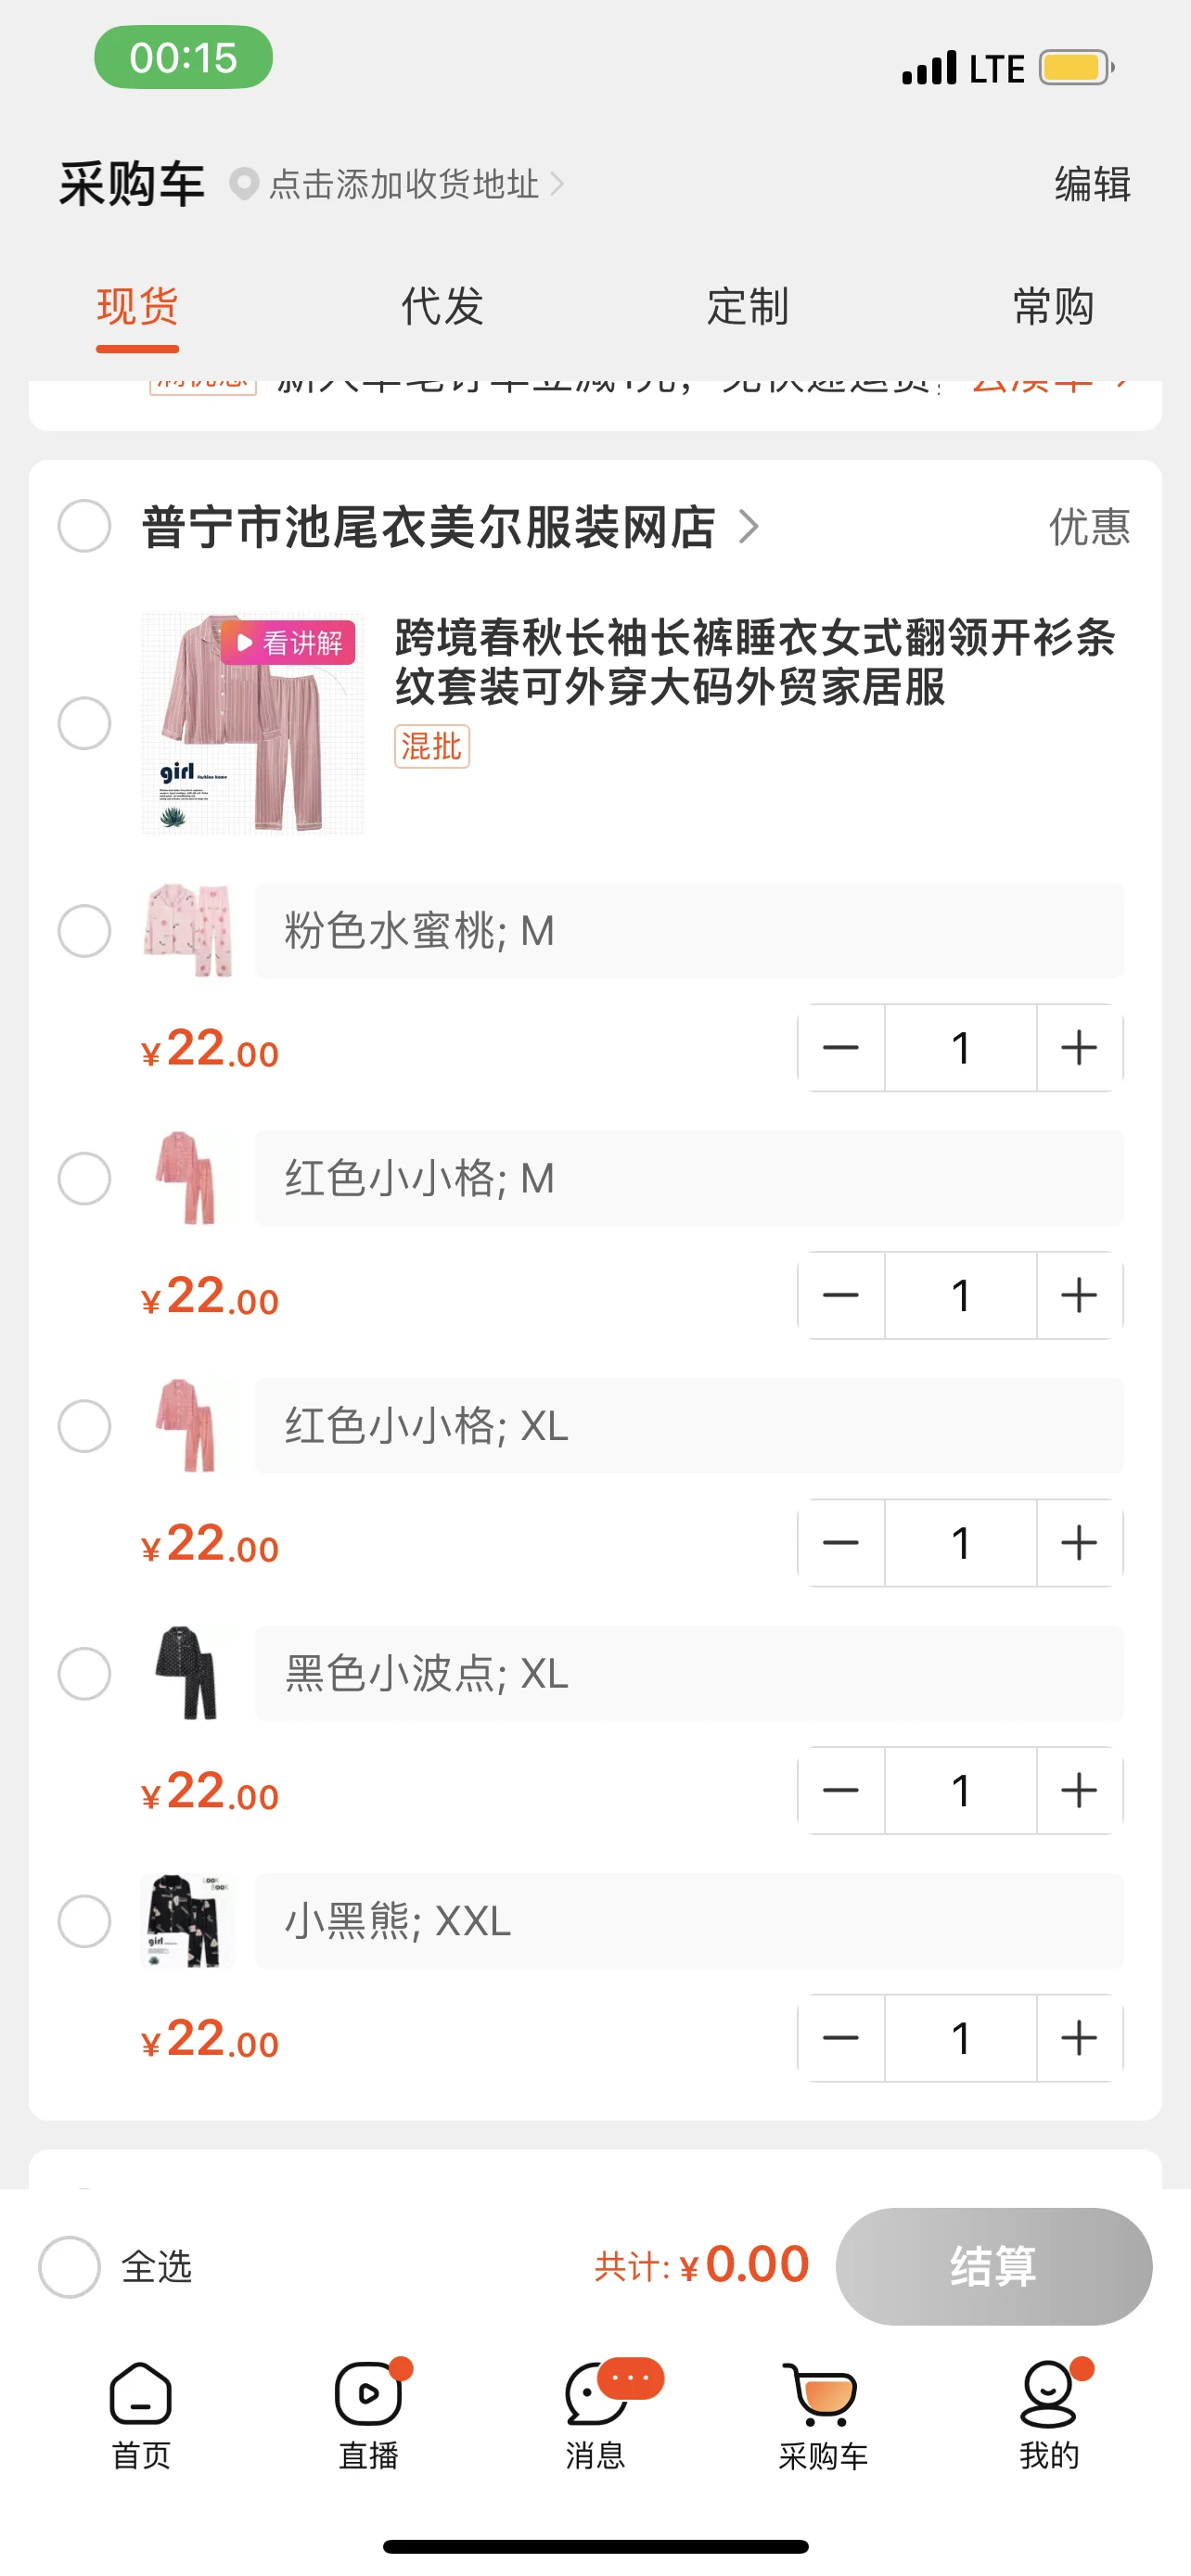 00:15
LTE
采购车 点击添加收货地址
编辑
现货 代发 定制 常购
普宁市池尾衣美尔服装网店
优惠
看讲解
跨境春秋长袖长裤睡衣女式翻领开衫条
纹套装可外穿大码外贸家居服
混批
girl fashion home
粉色水蜜桃; M
¥22.00
1
红色小小格; M
¥22.00
1
红色小小格; XL
¥22.00
1
黑色小波点; XL
¥22.00
1
girl
小黑熊; XXL
¥22.00
1
全选
共计: ¥0.00
结算
首页 直播 消息 采购车 我的